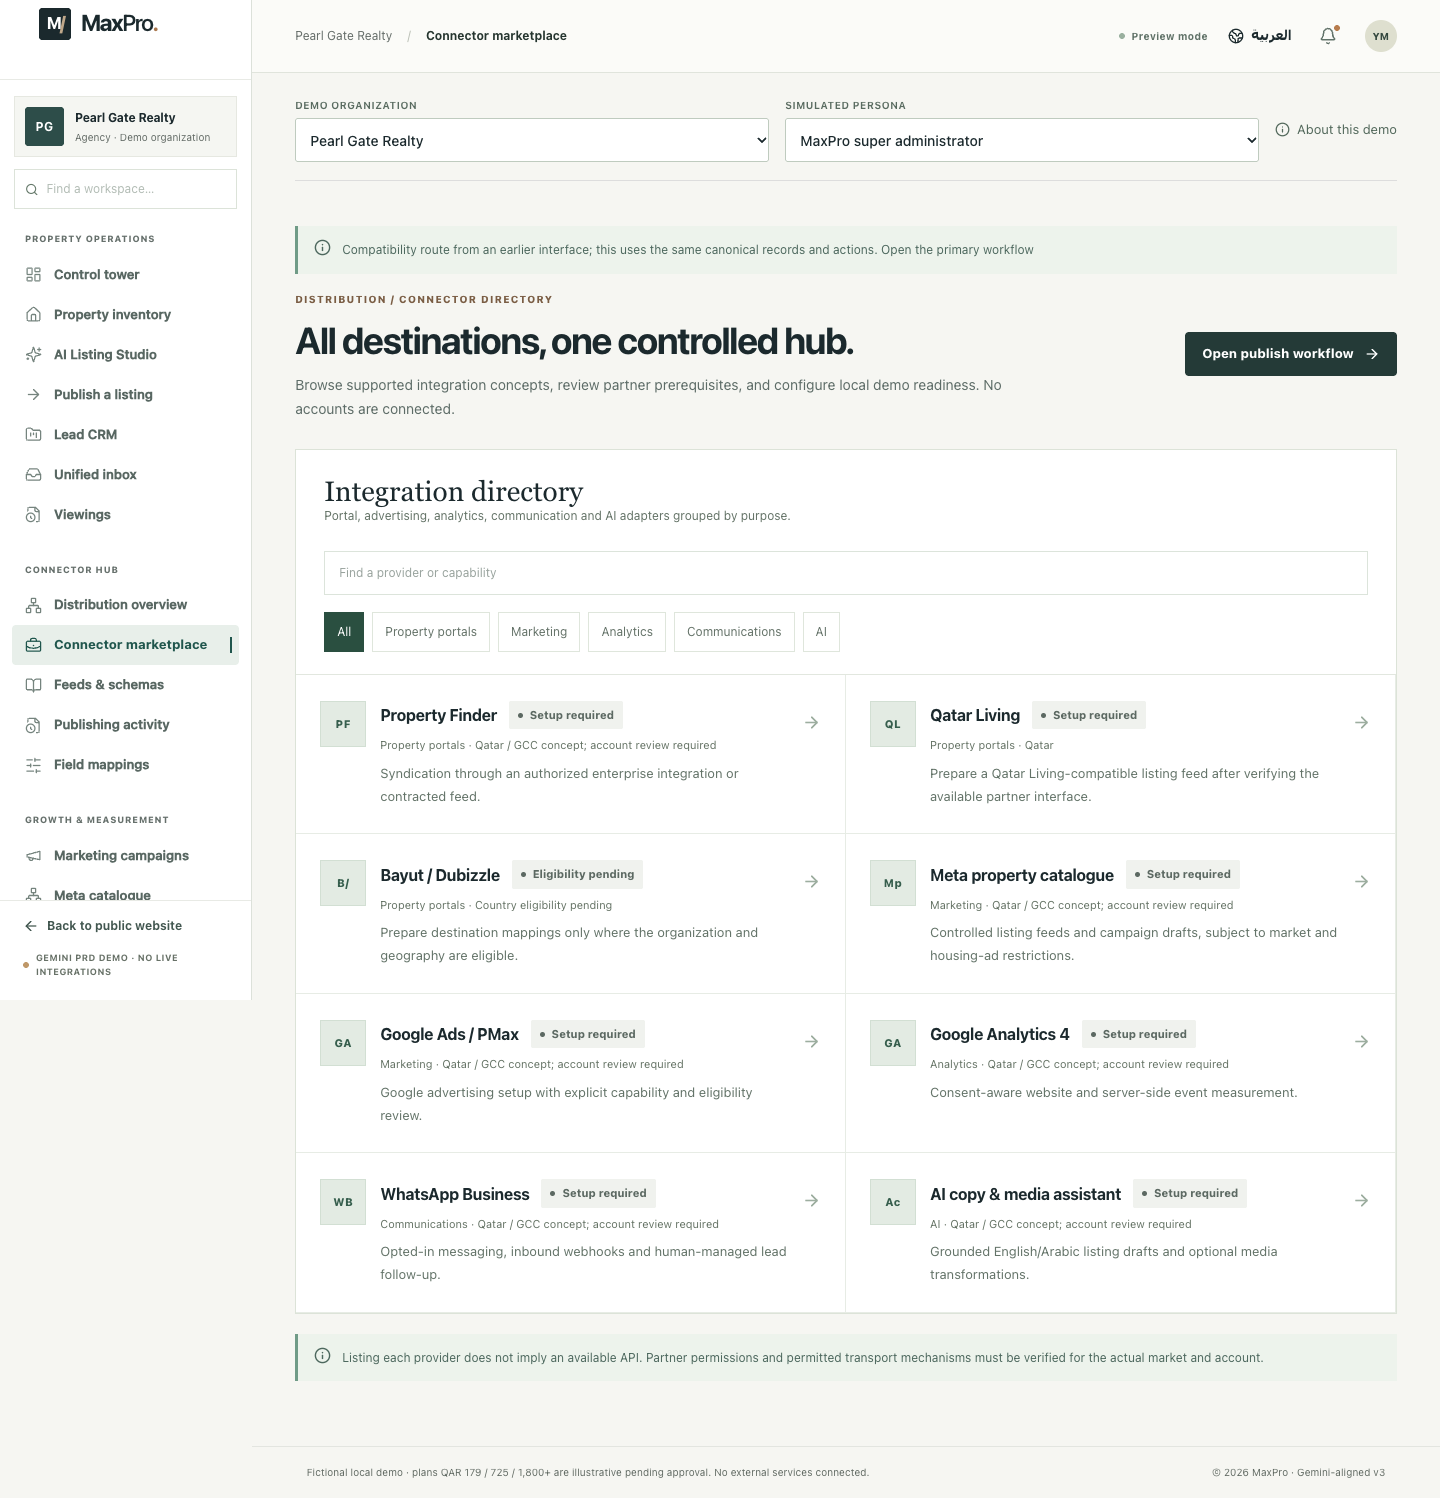 M/ MaxPro.
PG Pearl Gate Realty
Agency · Demo organization
Find a workspace...
PROPERTY OPERATIONS
Control tower
Property inventory
AI Listing Studio
Publish a listing
Lead CRM
Unified inbox
Viewings
CONNECTOR HUB
Distribution overview
Connector marketplace
Feeds & schemas
Publishing activity
Field mappings
GROWTH & MEASUREMENT
Marketing campaigns
Meta catalogue
Back to public website
GEMINI PRD DEMO · NO LIVE
INTEGRATIONS
Pearl Gate Realty / Connector marketplace
Preview mode
العربية
YM
DEMO ORGANIZATION
Pearl Gate Realty
SIMULATED PERSONA
MaxPro super administrator
About this demo
Compatibility route from an earlier interface; this uses the same canonical records and actions. Open the primary workflow
DISTRIBUTION / CONNECTOR DIRECTORY
All destinations, one controlled hub.
Browse supported integration concepts, review partner prerequisites, and configure local demo readiness. No
accounts are connected.
Open publish workflow
Integration directory
Portal, advertising, analytics, communication and AI adapters grouped by purpose.
Find a provider or capability
All
Property portals
Marketing
Analytics
Communications
AI
PF
Property Finder
Setup required
Property portals · Qatar / GCC concept; account review required
Syndication through an authorized enterprise integration or
contracted feed.
QL
Qatar Living
Setup required
Property portals · Qatar
Prepare a Qatar Living-compatible listing feed after verifying the
available partner interface.
B/
Bayut / Dubizzle
Eligibility pending
Property portals · Country eligibility pending
Prepare destination mappings only where the organization and
geography are eligible.
Mp
Meta property catalogue
Setup required
Marketing · Qatar / GCC concept; account review required
Controlled listing feeds and campaign drafts, subject to market and
housing-ad restrictions.
GA
Google Ads / PMax
Setup required
Marketing · Qatar / GCC concept; account review required
Google advertising setup with explicit capability and eligibility
review.
GA
Google Analytics 4
Setup required
Analytics · Qatar / GCC concept; account review required
Consent-aware website and server-side event measurement.
WB
WhatsApp Business
Setup required
Communications · Qatar / GCC concept; account review required
Opted-in messaging, inbound webhooks and human-managed lead
follow-up.
Ac
AI copy & media assistant
Setup required
AI · Qatar / GCC concept; account review required
Grounded English/Arabic listing drafts and optional media
transformations.
Listing each provider does not imply an available API. Partner permissions and permitted transport mechanisms must be verified for the actual market and account.
Fictional local demo · plans QAR 179 / 725 / 1,800+ are illustrative pending approval. No external services connected.
© 2026 MaxPro · Gemini-aligned v3